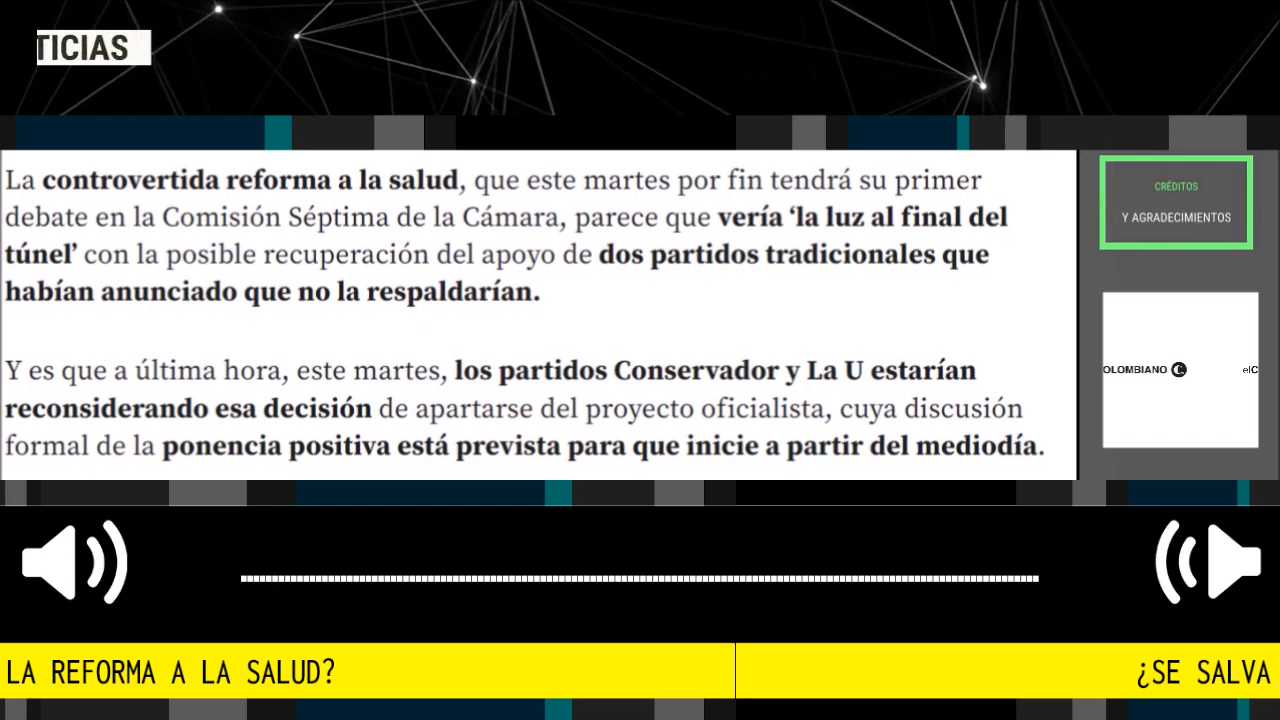 TICIAS
La controvertida reforma a la salud, que este martes por fin tendrá su primer
debate en la Comisión Séptima de la Cámara, parece que vería ‘la luz al final del
túnel’ con la posible recuperación del apoyo de dos partidos tradicionales que
habían anunciado que no la respaldarían.
Y es que a última hora, este martes, los partidos Conservador y La U estarían
reconsiderando esa decisión de apartarse del proyecto oficialista, cuya discusión
formal de la ponencia positiva está prevista para que inicie a partir del mediodía.
CRÉDITOS
Y AGRADECIMIENTOS
OLOMBIANO C. elC
LA REFORMA A LA SALUD? ¿SE SALVA